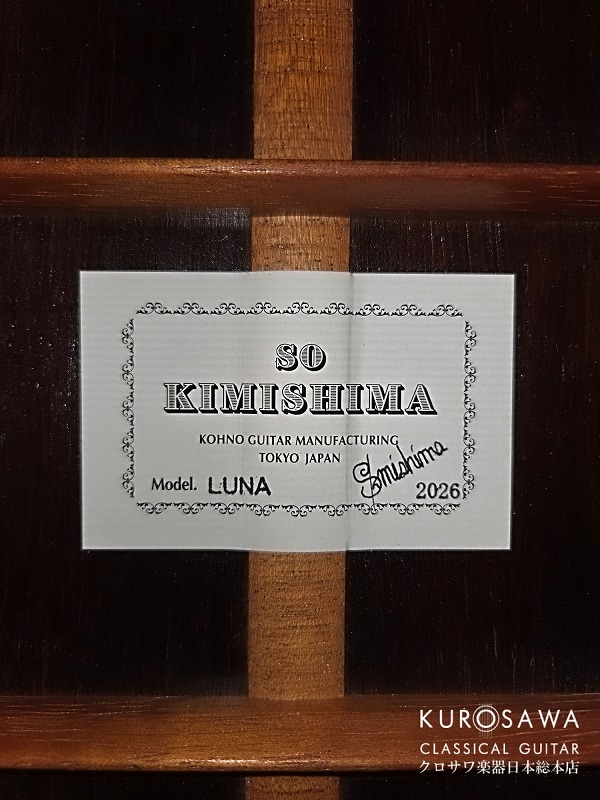 SO
KIMISHIMA
KOHNO GUITAR MANUFACTURING
TOKYO JAPAN
Model. LUNA
2026
KUROSAWA
CLASSICAL GUITAR
クロサワ楽器日本総本店